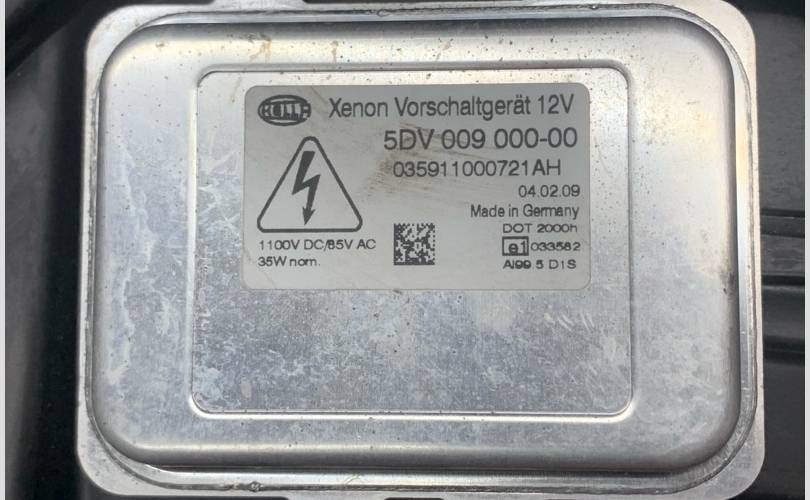 HELLA
Xenon Vorschaltgerät 12V
5DV 009 000-00
035911000721AH
04.02.09
Made in Germany
DOT 2000h
e1 033582
Al99.5 D1S
1100V DC/85V AC
35W nom.